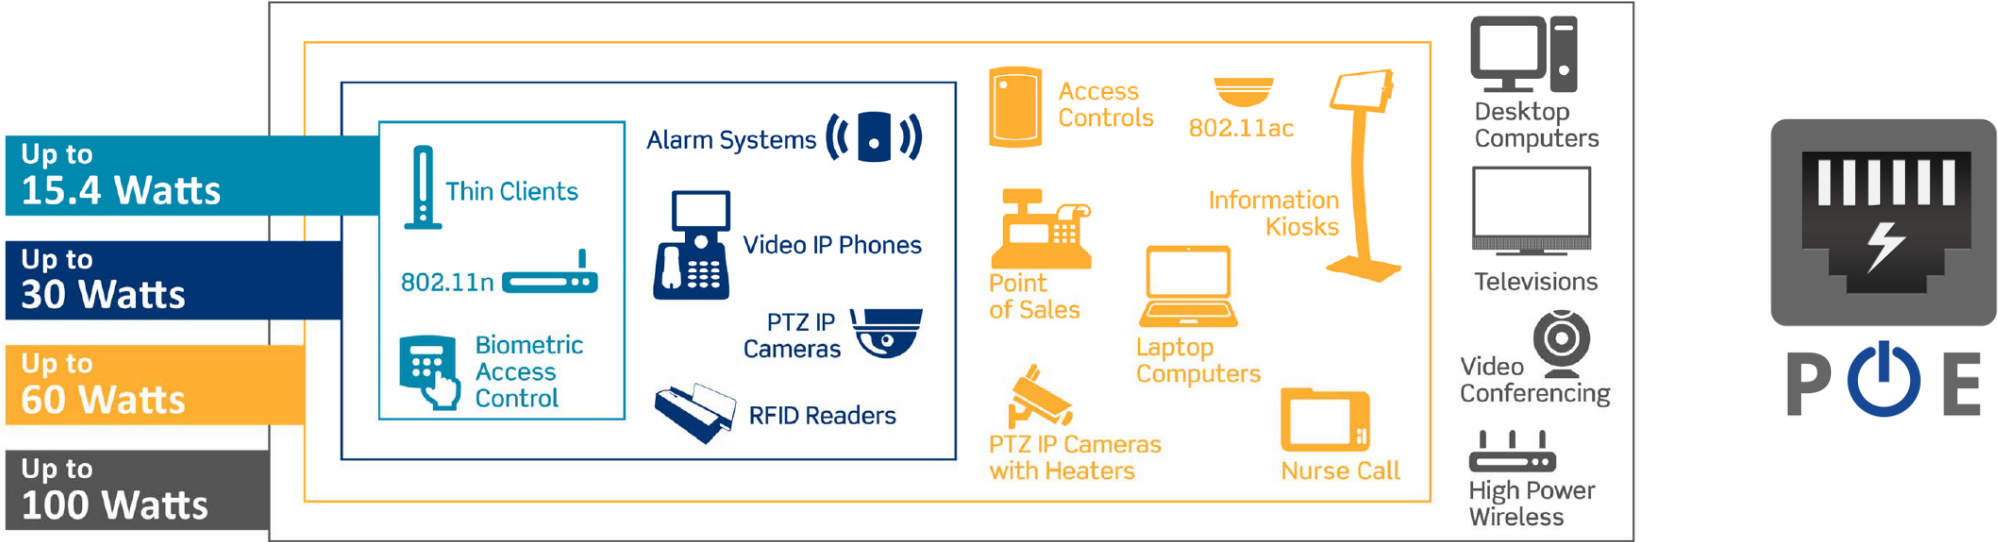 Up to
15.4 Watts
Up to
30 Watts
Up to
60 Watts
Up to
100 Watts
Thin Clients
802.11n
Biometric
Access
Control
Alarm Systems
Video IP Phones
PTZ IP
Cameras
RFID Readers
Access
Controls
802.11ac
Information
Kiosks
Point
of Sales
Laptop
Computers
PTZ IP Cameras
with Heaters
Nurse Call
Desktop
Computers
Televisions
Video
Conferencing
High Power
Wireless
POE